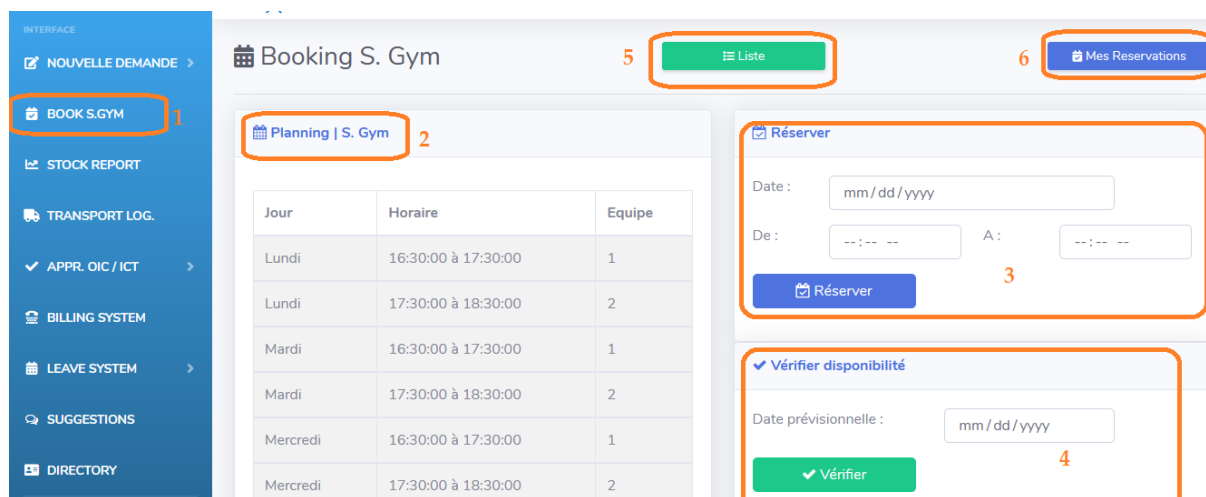 INTERFACE
NOUVELLE DEMANDE
BOOK S.GYM
1
STOCK REPORT
TRANSPORT LOG.
APPR. OIC / ICT
BILLING SYSTEM
LEAVE SYSTEM
SUGGESTIONS
DIRECTORY
Booking S. Gym
5
Liste
6
Mes Reservations
Planning | S. Gym
2
Jour Horaire Equipe
Lundi 16:30:00 à 17:30:00 1
Lundi 17:30:00 à 18:30:00 2
Mardi 16:30:00 à 17:30:00 1
Mardi 17:30:00 à 18:30:00 2
Mercredi 16:30:00 à 17:30:00 1
Mercredi 17:30:00 à 18:30:00 2
Réserver
Date : mm/dd/yyyy
De : --:-- -- A : --:-- --
3
Réserver
Vérifier disponibilité
Date prévisionnelle : mm/dd/yyyy
4
Vérifier